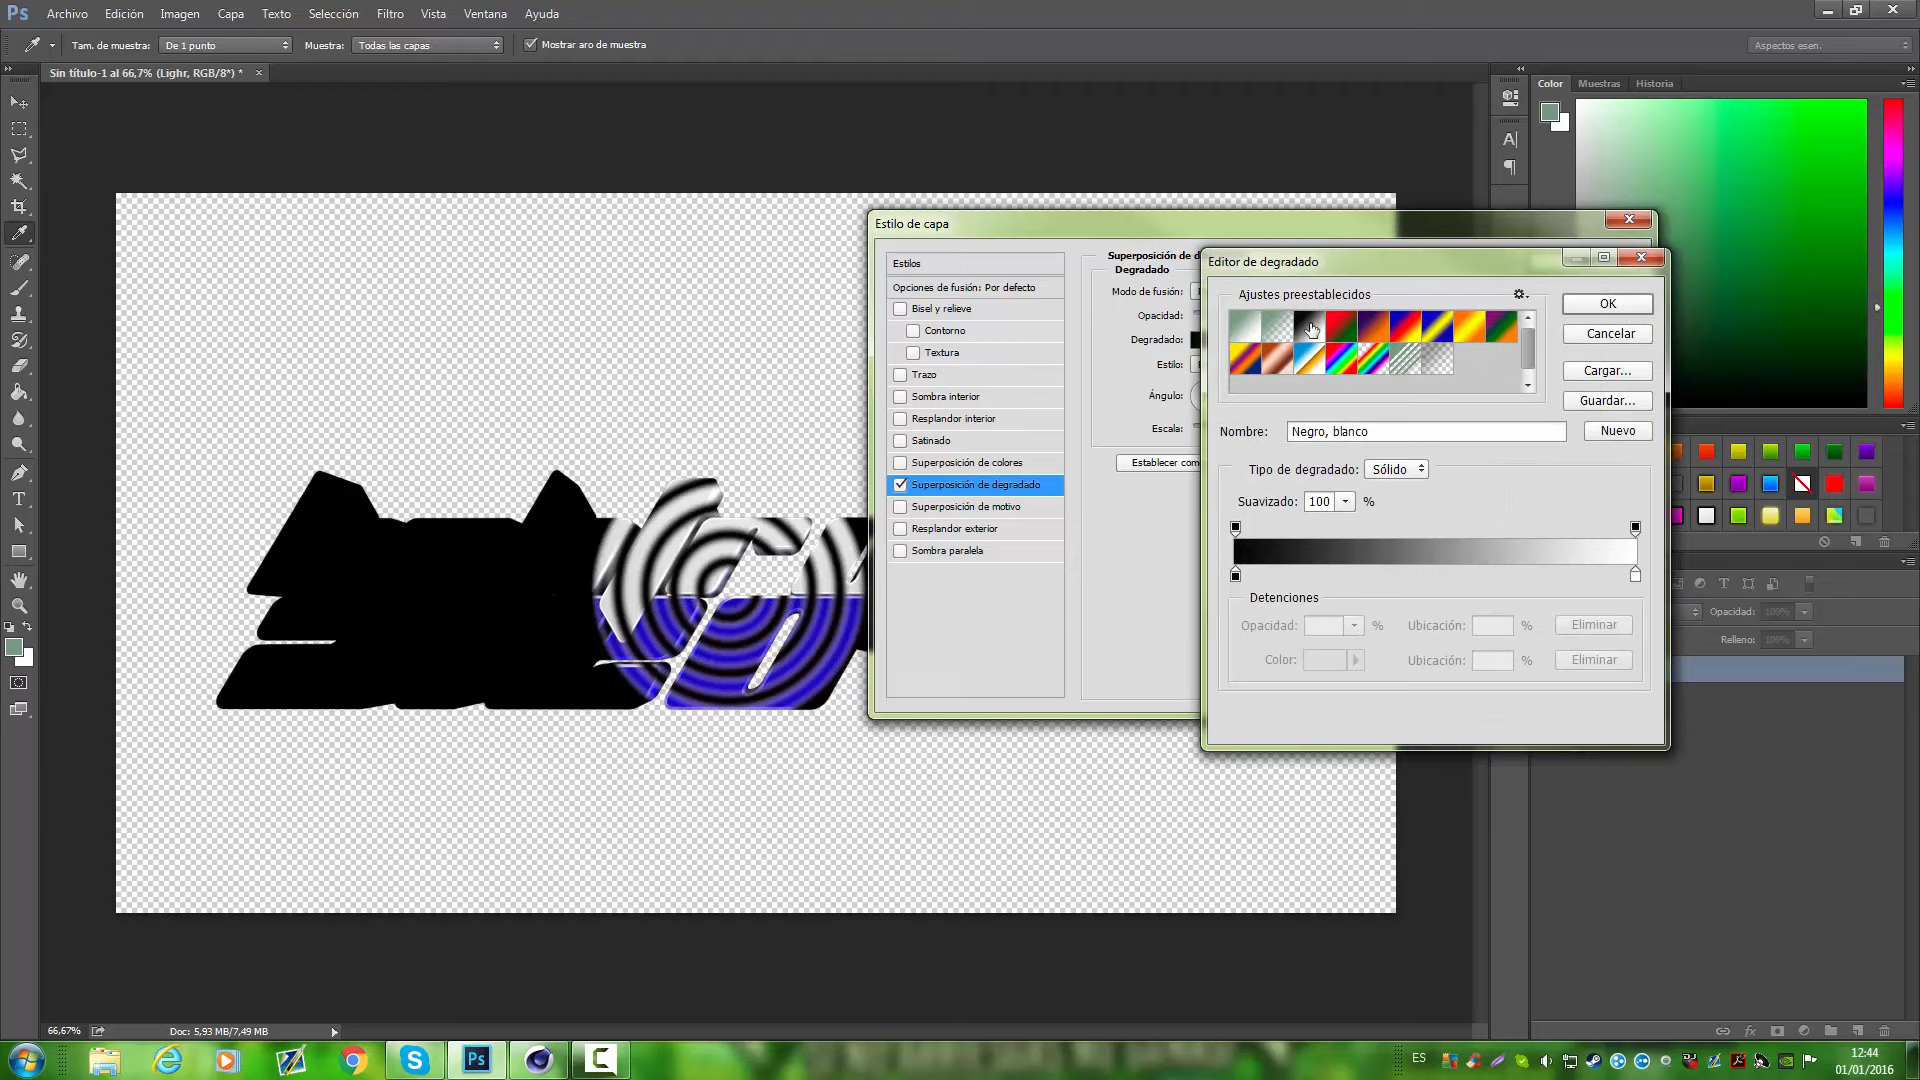 Ps Archivo Edición Imagen Capa Texto Selección Filtro Vista Ventana Ayuda
Tam. de muestra: De 1 punto Muestra: Todas las capas Mostrar aro de muestra Aspectos esen.
Sin título-1 al 66,7% (Lighr, RGB/8*) * ×
Color Muestras Historia
Estilo de capa
Estilos
Opciones de fusión: Por defecto
Bisel y relieve
Contorno
Textura
Trazo
Sombra interior
Resplandor interior
Satinado
Superposición de colores
Superposición de degradado
Superposición de motivo
Resplandor exterior
Sombra paralela
Superposición de d
Degradado
Modo de fusión:
Opacidad:
Degradado:
Estilo:
Ángulo:
Escala:
Establecer com
Editor de degradado
Ajustes preestablecidos
OK
Cancelar
Cargar...
Guardar...
Nombre: Negro, blanco Nuevo
Tipo de degradado: Sólido
Suavizado: 100 %
Detenciones
Opacidad: % Ubicación: % Eliminar
Color: Ubicación: % Eliminar
Opacidad: 100%
Relleno: 100%
66,67% Doc: 5,93 MB/7,49 MB
ES
12:44
01/01/2016